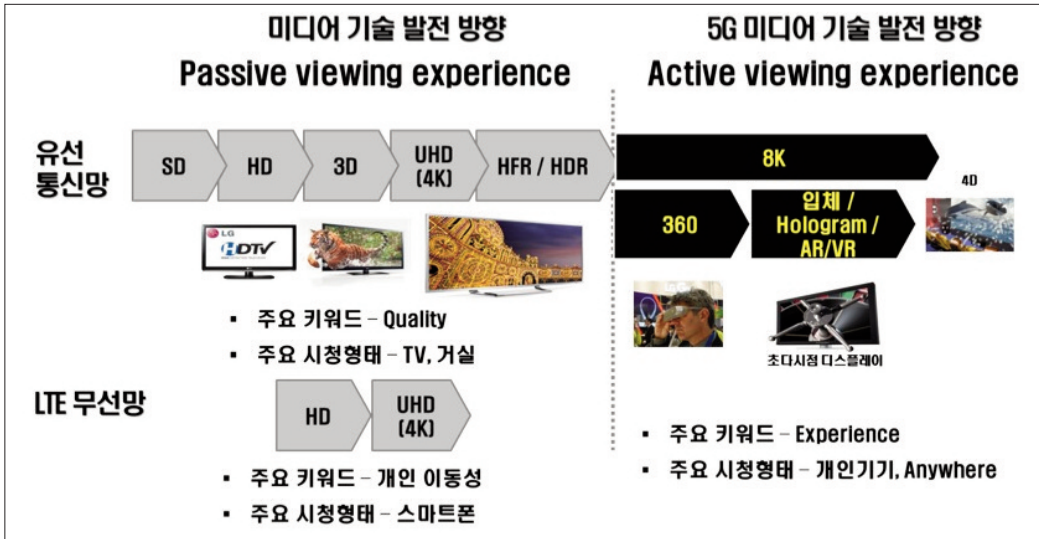 미디어 기술 발전 방향
Passive viewing experience
5G 미디어 기술 발전 방향
Active viewing experience
유선
통신망
SD
HD
3D
UHD
(4K)
HFR / HDR
8K
360
입체 /
Hologram /
AR/VR
4D
LG
HDTV
초다시점 디스플레이
▪ 주요 키워드 – Quality
▪ 주요 시청형태 – TV, 거실
LTE 무선망
HD
UHD
(4K)
▪ 주요 키워드 – 개인 이동성
▪ 주요 시청형태 – 스마트폰
▪ 주요 키워드 – Experience
▪ 주요 시청형태 – 개인기기, Anywhere